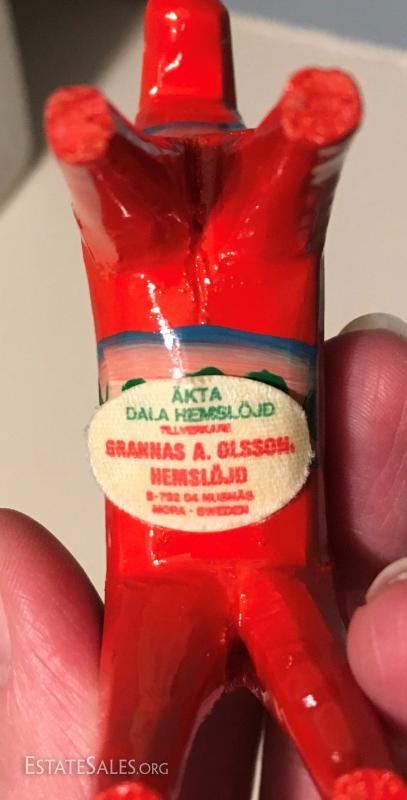 ÄKTA
DALA HEMSLÖJD
TILLVERKARE
GRANNAS A. OLSSON,
HEMSLÖJD
S-792 04 NUSNÄS
MORA - SWEDEN
ESTATESALES.ORG